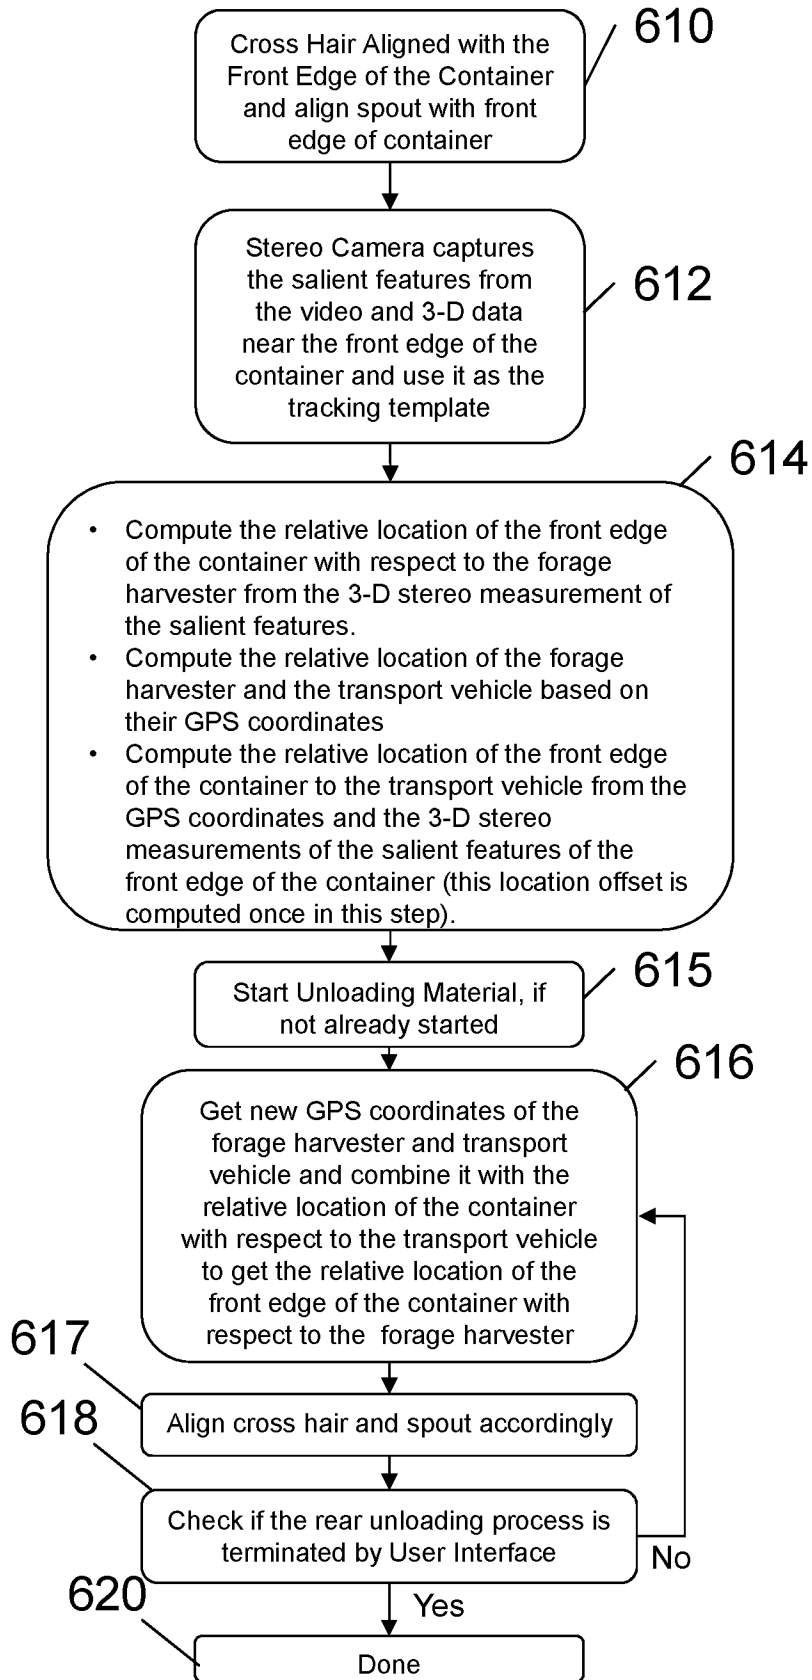 610
Cross Hair Aligned with the
Front Edge of the Container
and align spout with front
edge of container
Stereo Camera captures
the salient features from
the video and 3-D data
near the front edge of the
container and use it as the
tracking template
612
614
• Compute the relative location of the front edge
of the container with respect to the forage
harvester from the 3-D stereo measurement of
the salient features.
• Compute the relative location of the forage
harvester and the transport vehicle based on
their GPS coordinates
• Compute the relative location of the front edge
of the container to the transport vehicle from the
GPS coordinates and the 3-D stereo
measurements of the salient features of the
front edge of the container (this location offset is
computed once in this step).
615
Start Unloading Material, if
not already started
616
Get new GPS coordinates of the
forage harvester and transport
vehicle and combine it with the
relative location of the container
with respect to the transport vehicle
to get the relative location of the
front edge of the container with
respect to the forage harvester
617
Align cross hair and spout accordingly
618
Check if the rear unloading process is
terminated by User Interface
No
Yes
620
Done